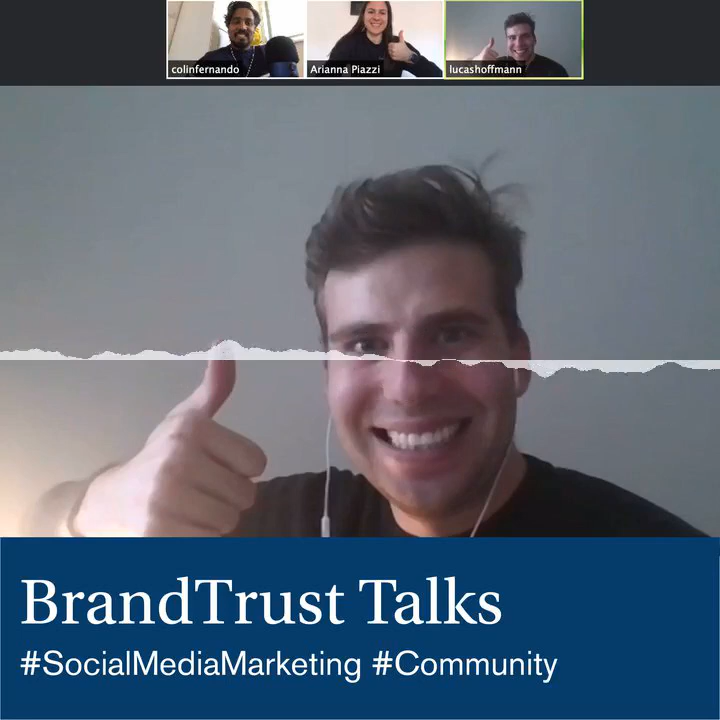 colinfernando
Arianna Piazzi
lucashoffmann
BrandTrust Talks
#SocialMediaMarketing #Community